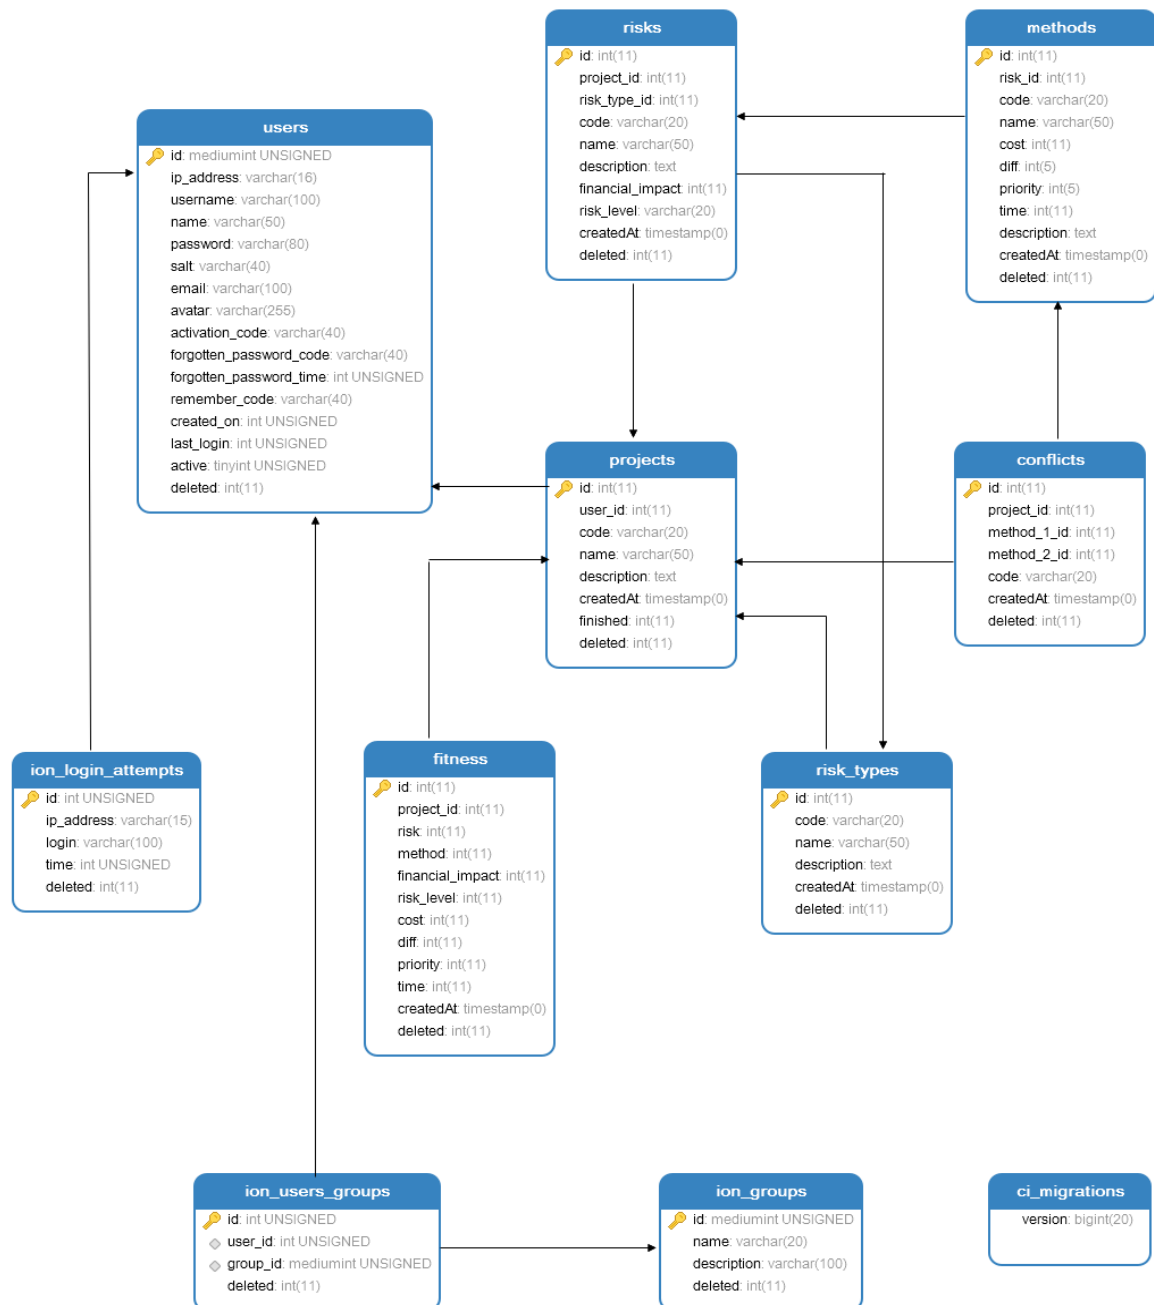 risks
id: int(11)
project_id: int(11)
risk_type_id: int(11)
code: varchar(20)
name: varchar(50)
description: text
financial_impact: int(11)
risk_level: varchar(20)
createdAt: timestamp(0)
deleted: int(11)
methods
id: int(11)
risk_id: int(11)
code: varchar(20)
name: varchar(50)
cost: int(11)
diff: int(5)
priority: int(5)
time: int(11)
description: text
createdAt: timestamp(0)
deleted: int(11)
users
id: mediumint UNSIGNED
ip_address: varchar(16)
username: varchar(100)
name: varchar(50)
password: varchar(80)
salt: varchar(40)
email: varchar(100)
avatar: varchar(255)
activation_code: varchar(40)
forgotten_password_code: varchar(40)
forgotten_password_time: int UNSIGNED
remember_code: varchar(40)
created_on: int UNSIGNED
last_login: int UNSIGNED
active: tinyint UNSIGNED
deleted: int(11)
projects
id: int(11)
user_id: int(11)
code: varchar(20)
name: varchar(50)
description: text
createdAt: timestamp(0)
finished: int(11)
deleted: int(11)
conflicts
id: int(11)
project_id: int(11)
method_1_id: int(11)
method_2_id: int(11)
code: varchar(20)
createdAt: timestamp(0)
deleted: int(11)
ion_login_attempts
id: int UNSIGNED
ip_address: varchar(15)
login: varchar(100)
time: int UNSIGNED
deleted: int(11)
fitness
id: int(11)
project_id: int(11)
risk: int(11)
method: int(11)
financial_impact: int(11)
risk_level: int(11)
cost: int(11)
diff: int(11)
priority: int(11)
time: int(11)
createdAt: timestamp(0)
deleted: int(11)
risk_types
id: int(11)
code: varchar(20)
name: varchar(50)
description: text
createdAt: timestamp(0)
deleted: int(11)
ion_users_groups
id: int UNSIGNED
user_id: int UNSIGNED
group_id: mediumint UNSIGNED
deleted: int(11)
ion_groups
id: mediumint UNSIGNED
name: varchar(20)
description: varchar(100)
deleted: int(11)
ci_migrations
version: bigint(20)